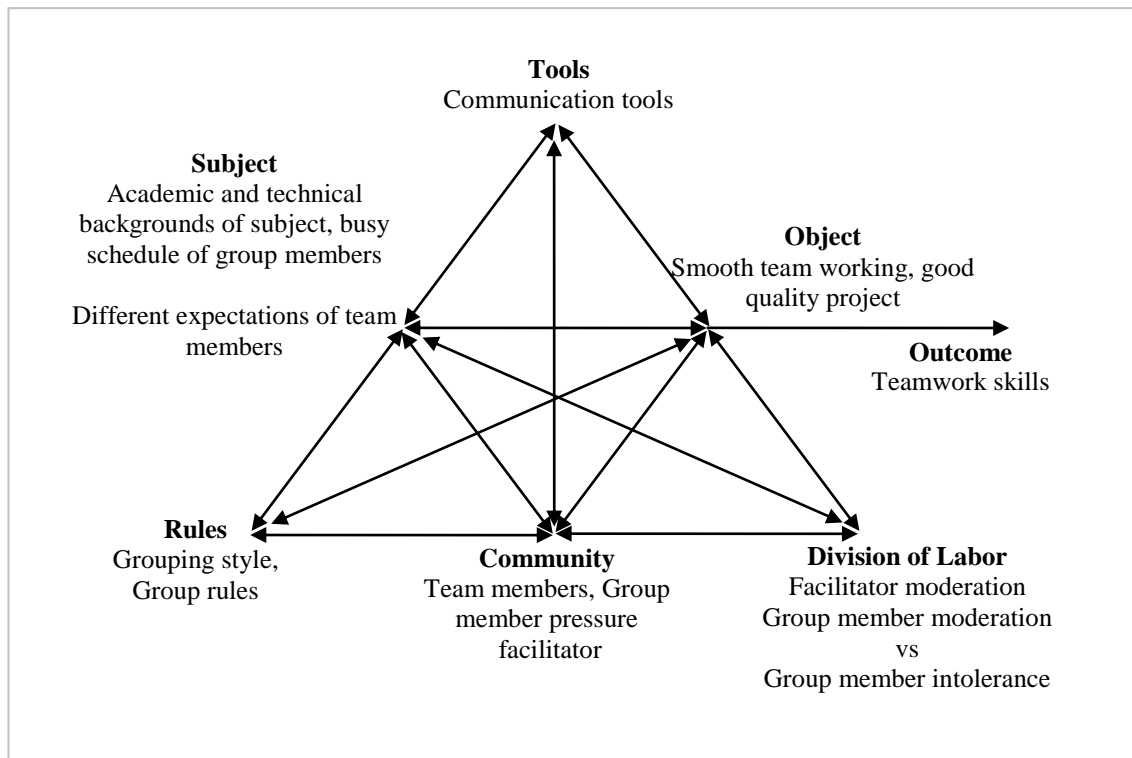 Tools
Communication tools
Subject
Academic and technical
backgrounds of subject, busy
schedule of group members
Different expectations of team
members
Object
Smooth team working, good
quality project
Outcome
Teamwork skills
Rules
Grouping style,
Group rules
Community
Team members, Group
member pressure
facilitator
Division of Labor
Facilitator moderation
Group member moderation
vs
Group member intolerance